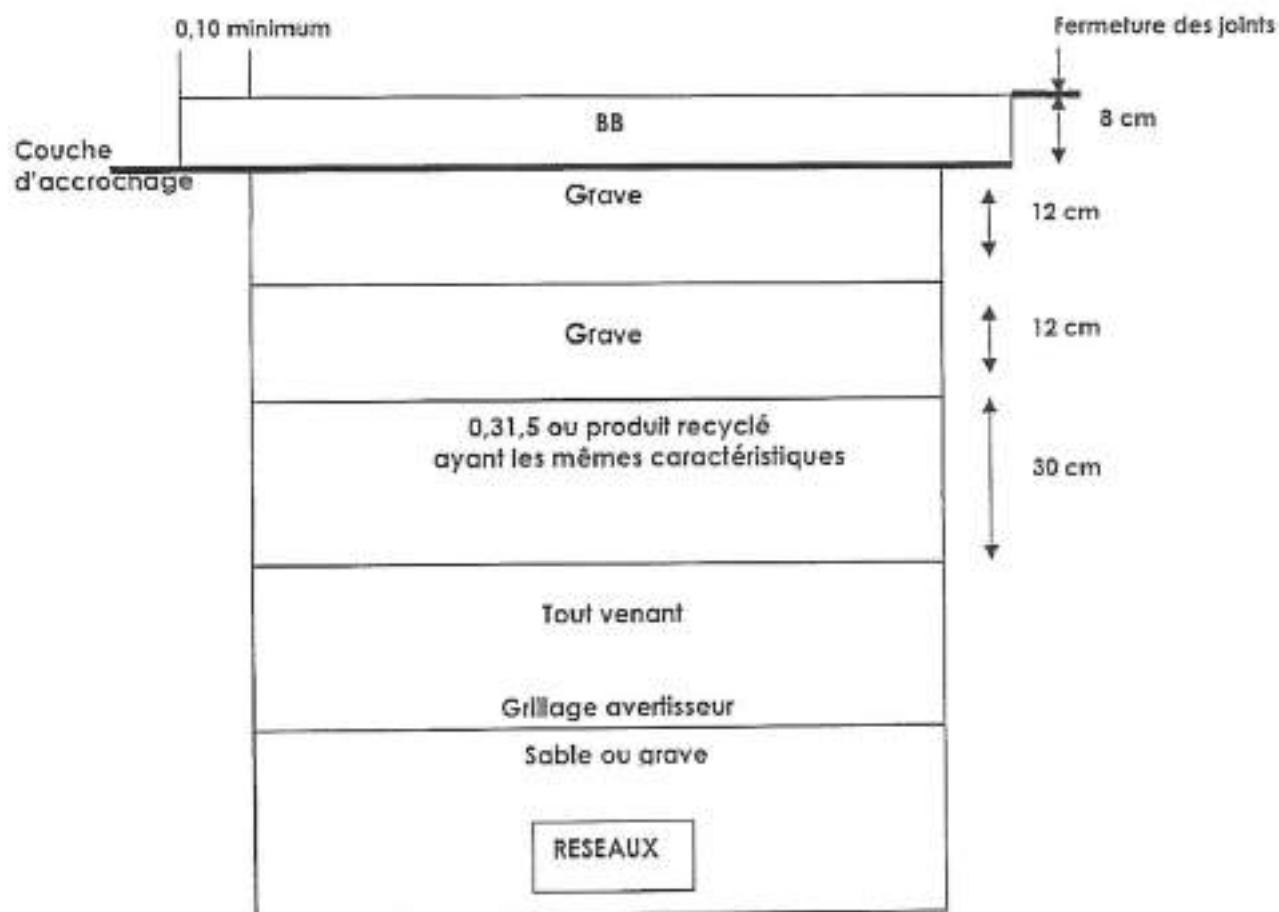 0,10 minimum
Fermeture des joints
BB
8 cm
Couche
d'accrochage
Grave
12 cm
Grave
12 cm
0,31,5 ou produit recyclé
ayant les mêmes caractéristiques
30 cm
Tout venant
Grillage avertisseur
Sable ou grave
RESEAUX